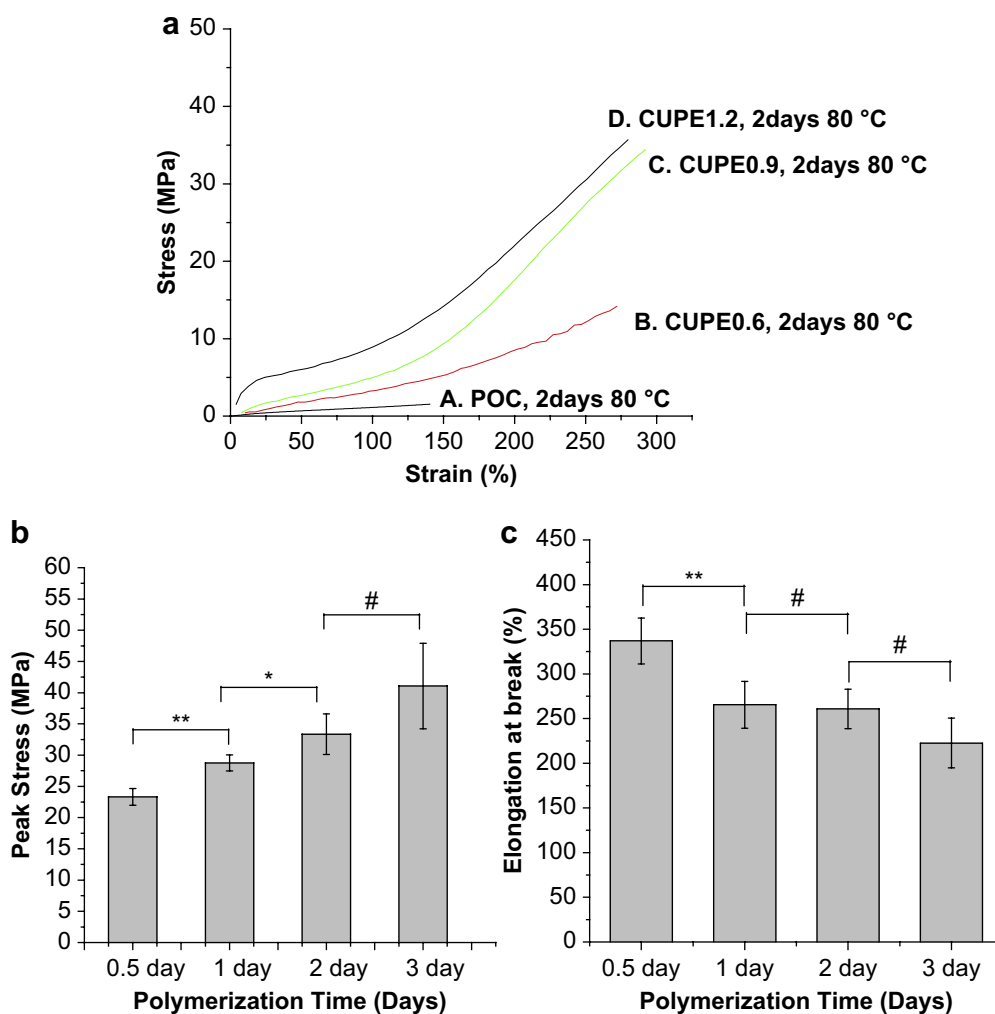 a
50
40
30
20
10
0
Stress (MPa)
D. CUPE1.2, 2days 80 °C
C. CUPE0.9, 2days 80 °C
B. CUPE0.6, 2days 80 °C
A. POC, 2days 80 °C
0 50 100 150 200 250 300
Strain (%)
b
60
55
50
45
40
35
30
25
20
15
10
5
0
Peak Stress (MPa)
**
*
#
0.5 day 1 day 2 day 3 day
Polymerization Time (Days)
c
450
400
350
300
250
200
150
100
50
0
Elongation at break (%)
**
#
#
0.5 day 1 day 2 day 3 day
Polymerization Time (Days)